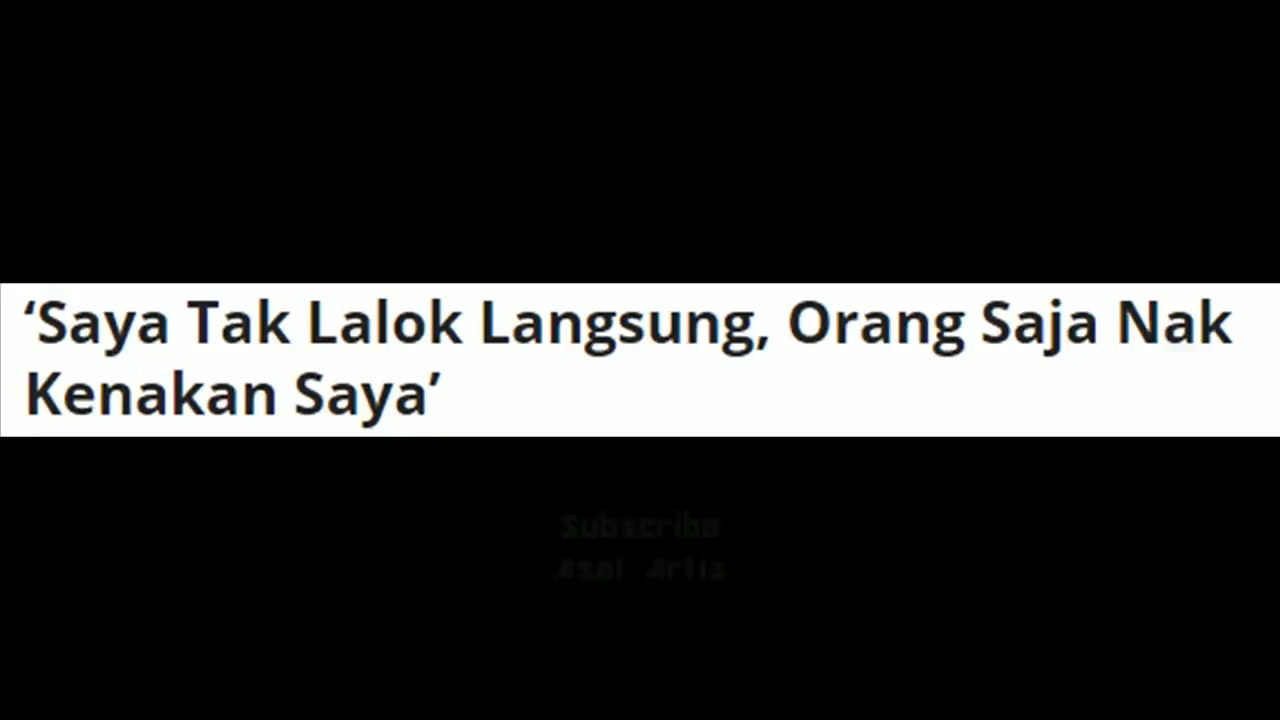 ‘Saya Tak Lalok Langsung, Orang Saja Nak
Kenakan Saya’
Subscribe
Asal Artis